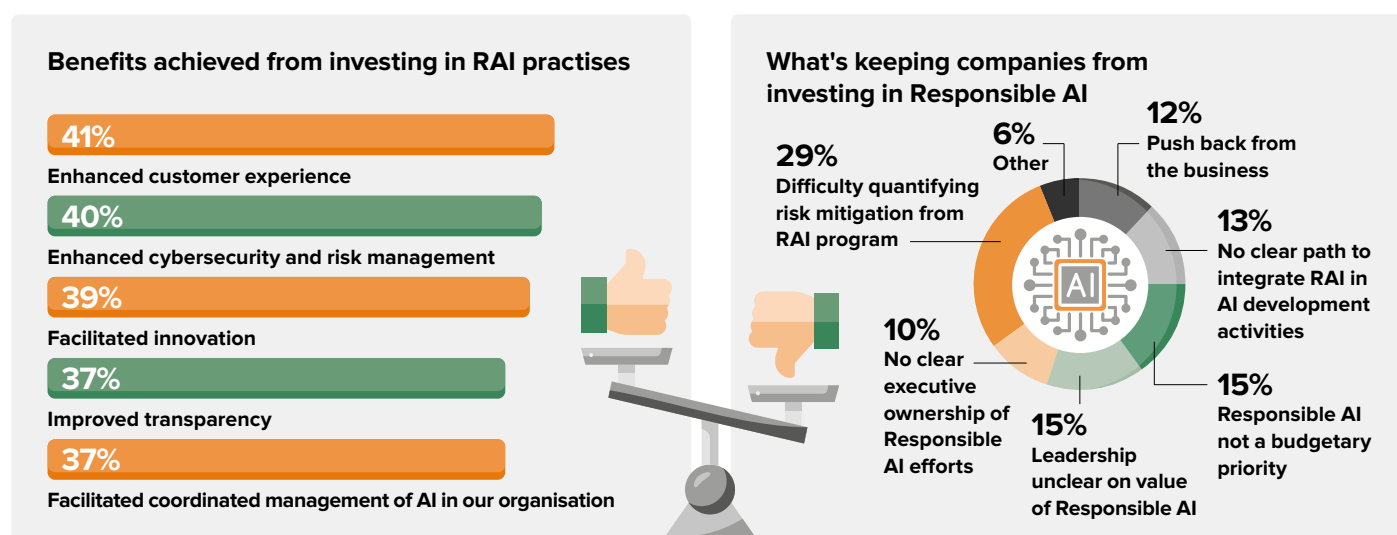 Benefits achieved from investing in RAI practises
41%
Enhanced customer experience
40%
Enhanced cybersecurity and risk management
39%
Facilitated innovation
37%
Improved transparency
37%
Facilitated coordinated management of AI in our organisation
What's keeping companies from
investing in Responsible AI
12%
Push back from
the business
13%
No clear path to
integrate RAI in
AI development
activities
15%
Responsible AI
not a budgetary
priority
15%
Leadership
unclear on value
of Responsible AI
10%
No clear
executive
ownership of
Responsible
AI efforts
29%
Difficulty quantifying
risk mitigation from
RAI program
6%
Other
AI